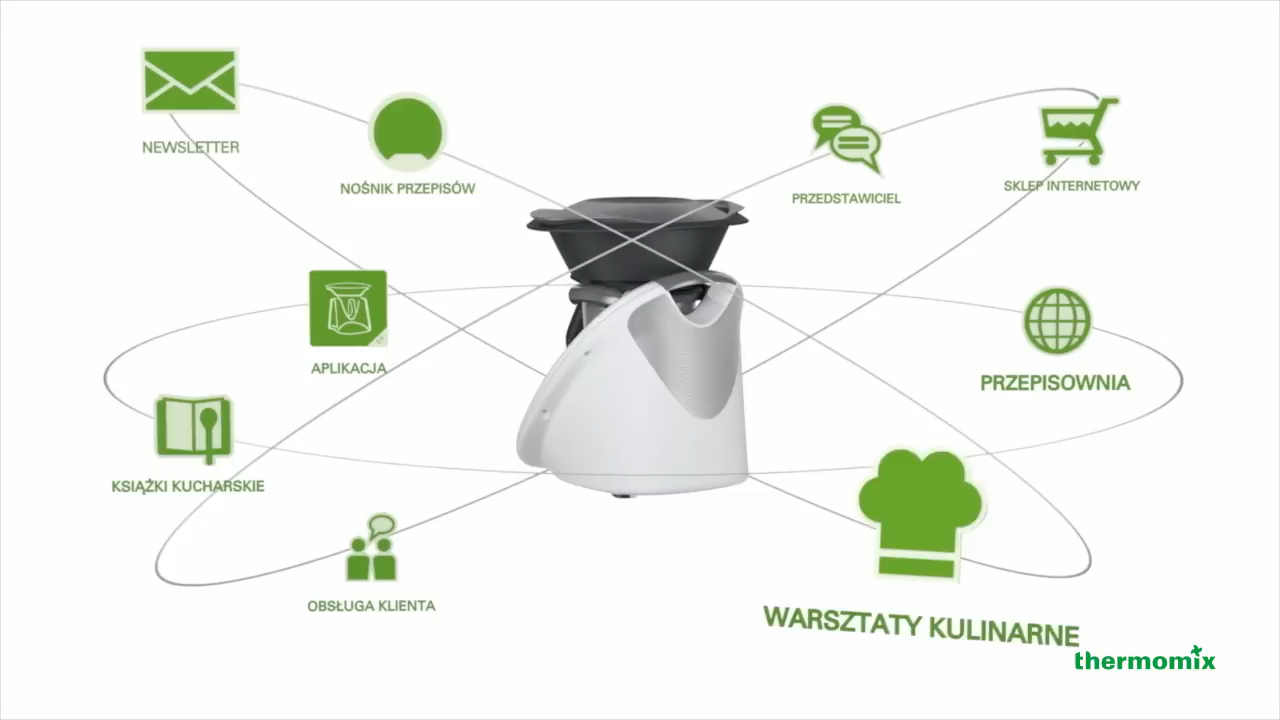 NEWSLETTER
NOŚNIK PRZEPISÓW
PRZEDSTAWICIEL
SKLEP INTERNETOWY
APLIKACJA
PRZEPISOWNIA
KSIĄŻKI KUCHARSKIE
OBSŁUGA KLIENTA
WARSZTATY KULINARNE
thermomix